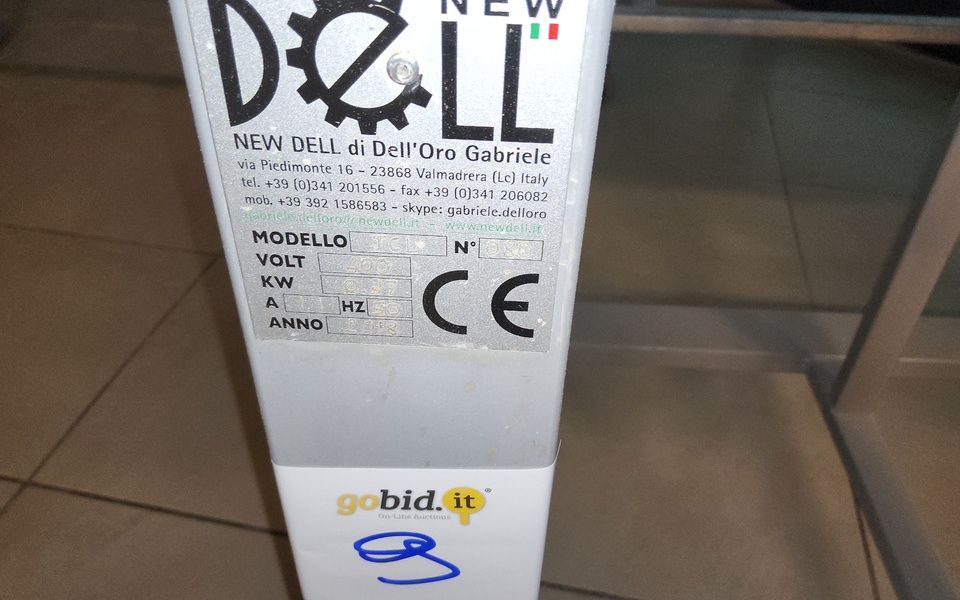 NEW
DELL
NEW DELL di Dell'Oro Gabriele
via Piedimonte 16 - 23868 Valmadrera (Lc) Italy
tel. +39 (0)341 201556 - fax +39 (0)341 206082
mob. +39 392 1586583 - skype: gabriele.delloro
gabriele.delloro@newdell.it - www.newdell.it
MODELLO N°
VOLT
KW
A HZ 50
ANNO
CE
gobid.it®
On-Line Auctions